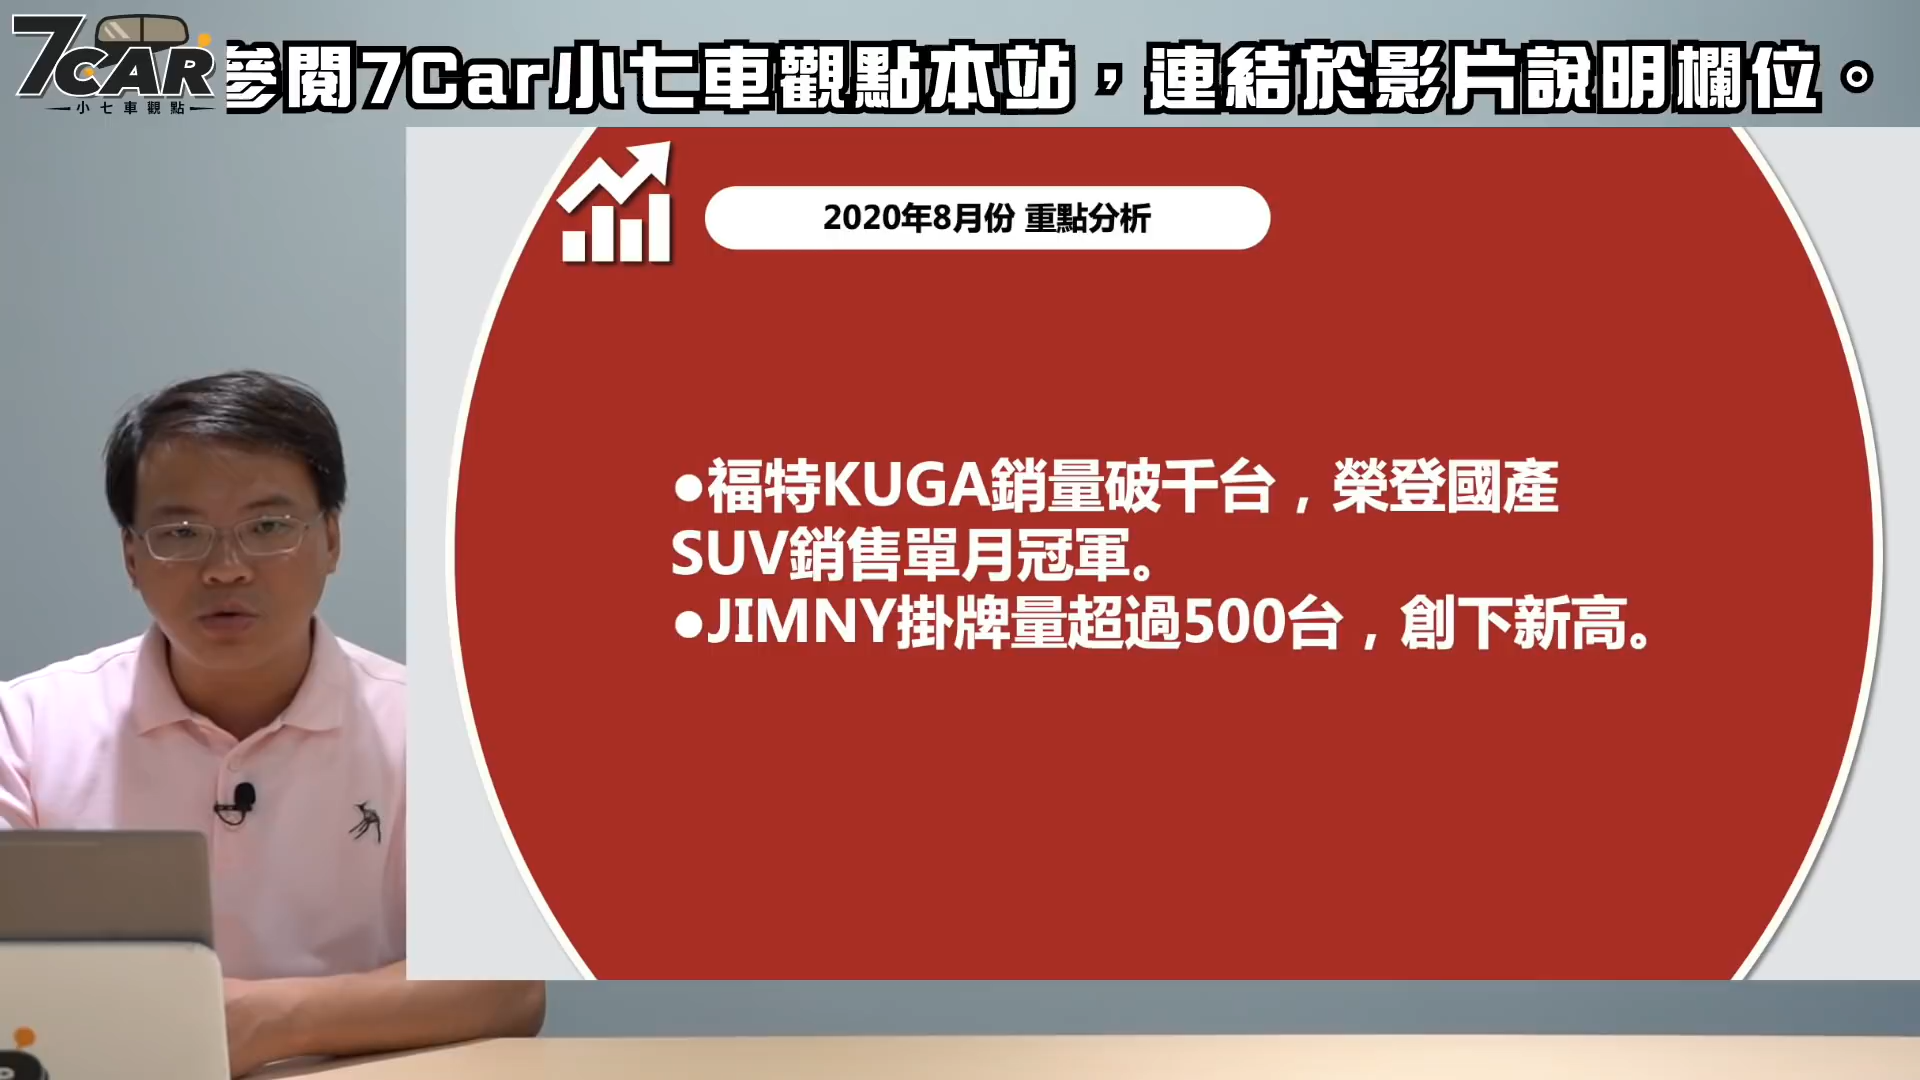 7CAR
小七車觀點
參閱7Car小七車觀點本站，連結於影片說明欄位。
2020年8月份 重點分析
●福特KUGA銷量破千台，榮登國產
SUV銷售單月冠軍。
●JIMNY掛牌量超過500台，創下新高。